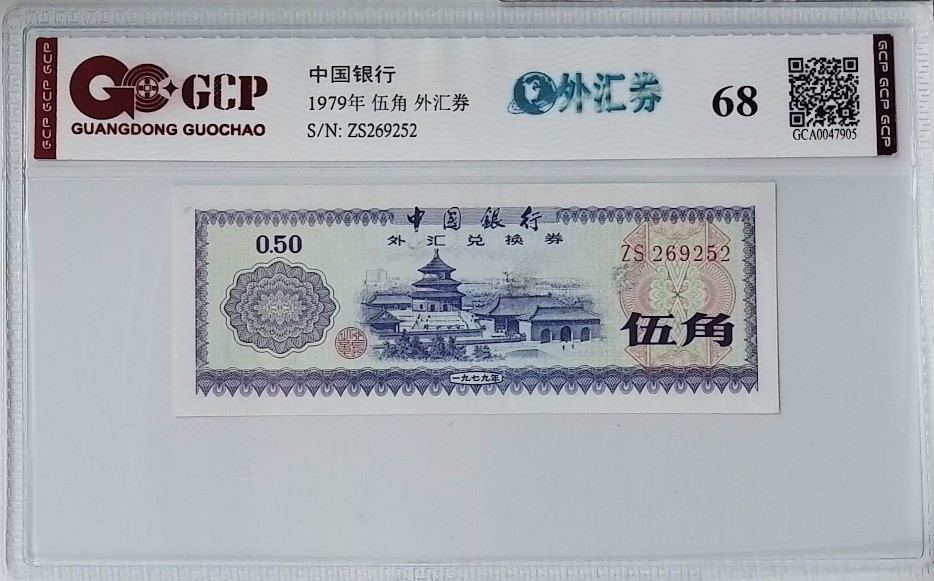 GCP GCP GCP
GCP
GUANGDONG GUOCHAO
中国银行
1979年 伍角 外汇券
S/N: ZS269252
外汇券
68
GCA0047905
GCP GCP GCP
中国銀行
外汇兑换券
0.50
ZS 269252
伍角
一九七九年